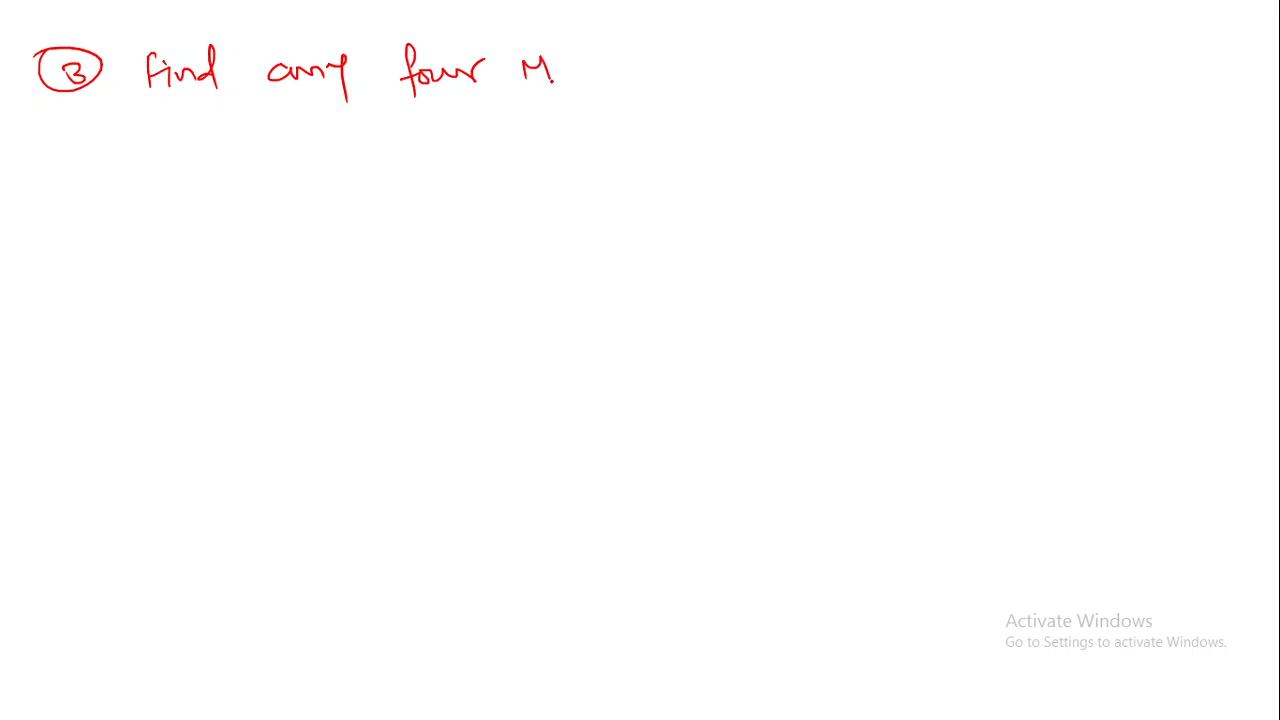 ③ Find any four M.
Activate Windows
Go to Settings to activate Windows.